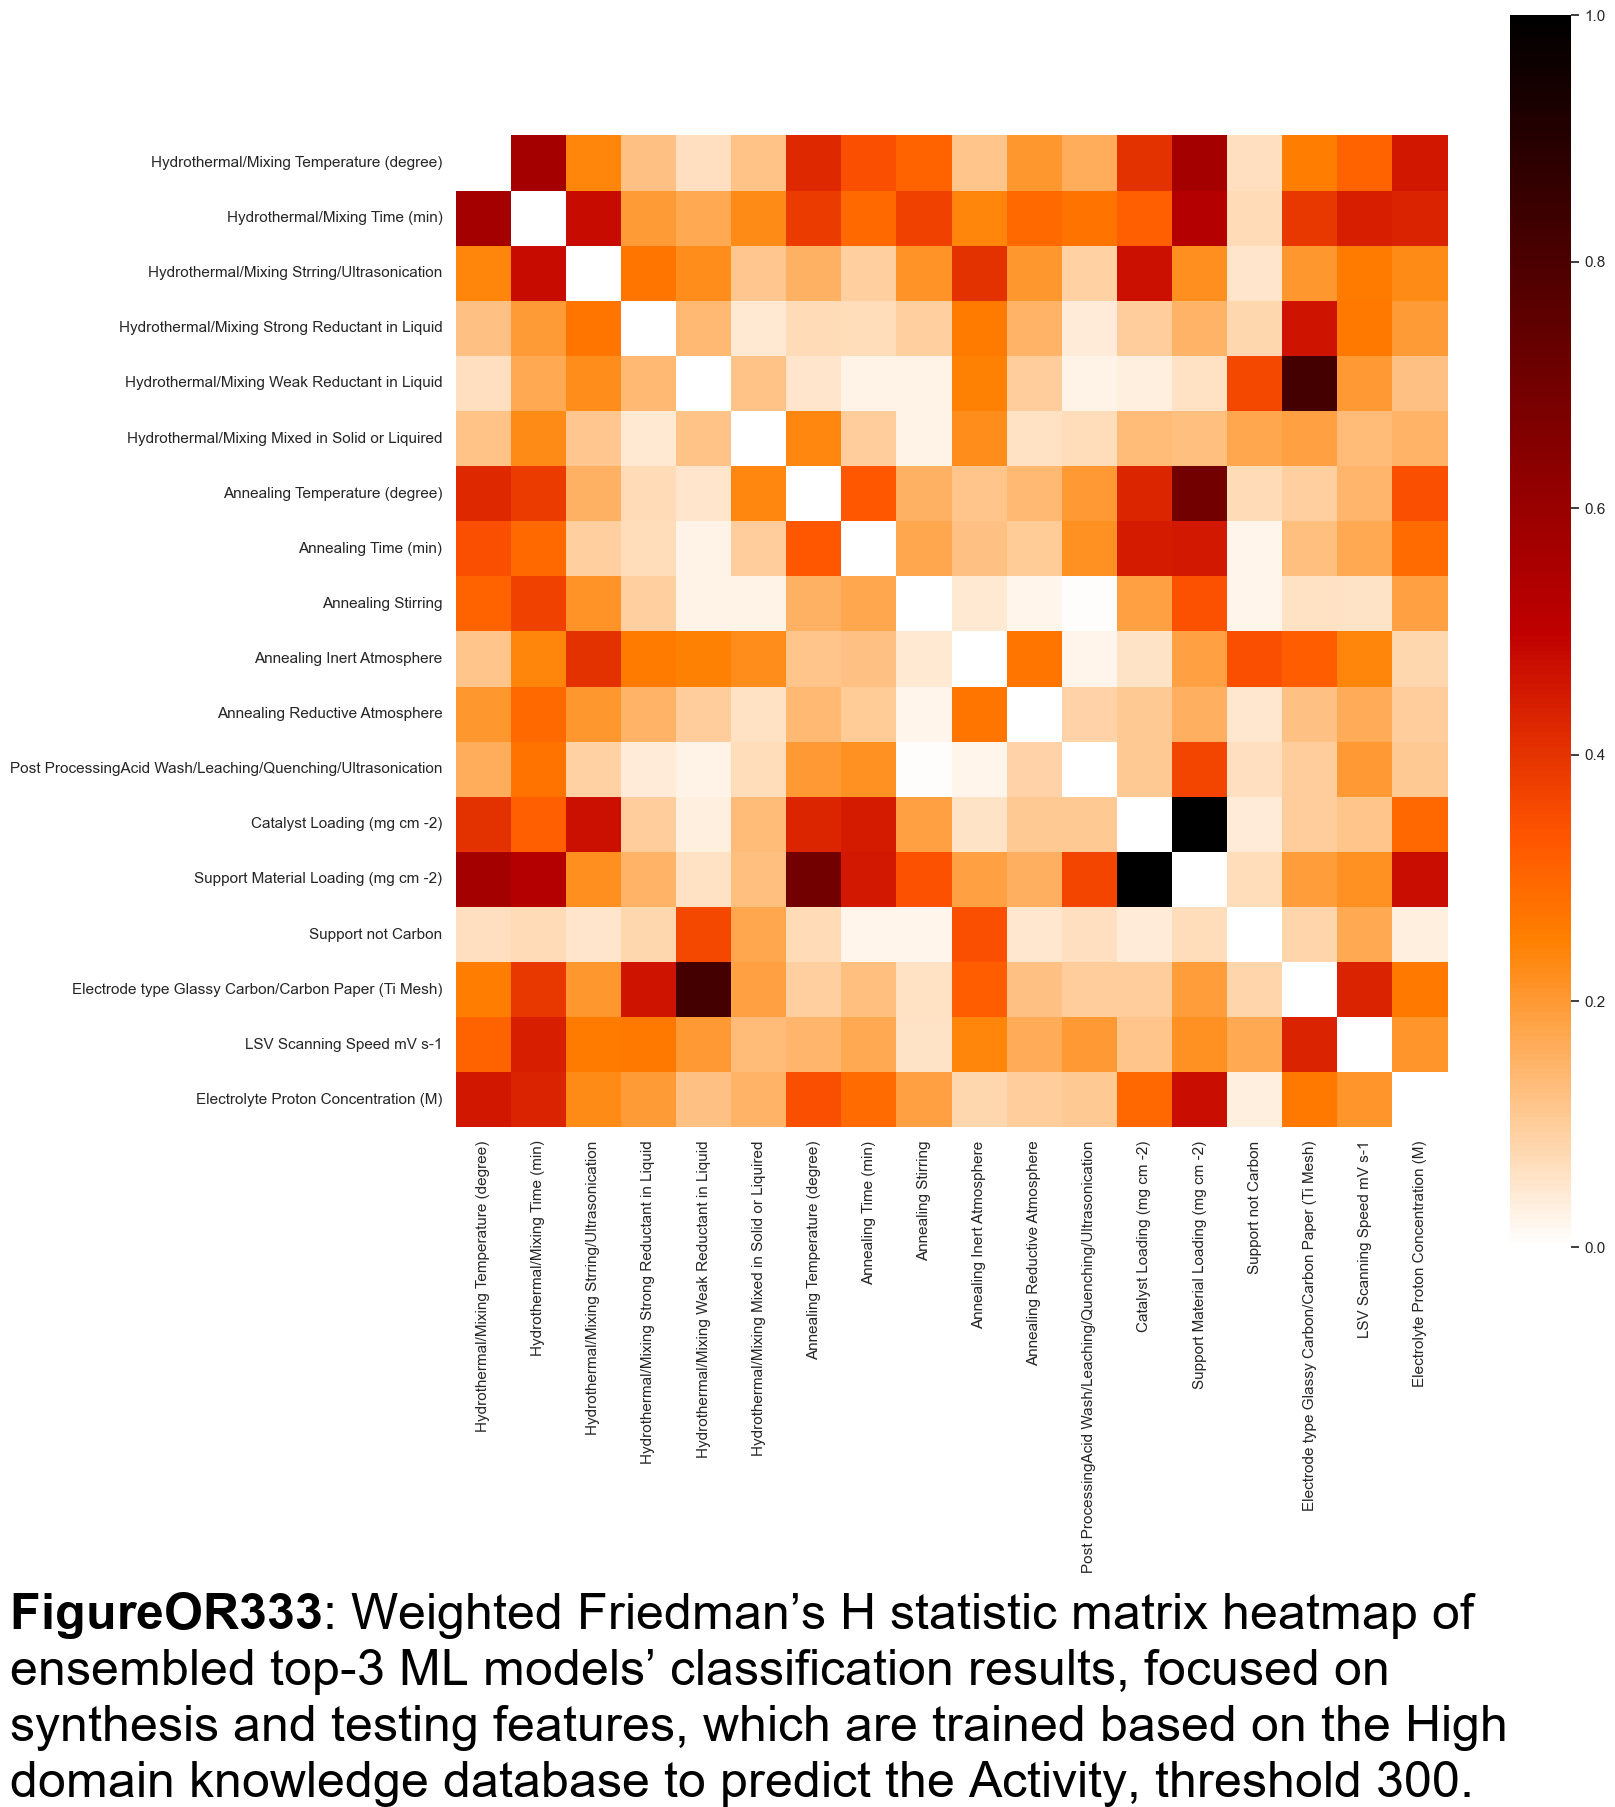 1.0
0.8
0.6
0.4
0.2
0.0
Hydrothermal/Mixing Temperature (degree)
Hydrothermal/Mixing Time (min)
Hydrothermal/Mixing Strring/Ultrasonication
Hydrothermal/Mixing Strong Reductant in Liquid
Hydrothermal/Mixing Weak Reductant in Liquid
Hydrothermal/Mixing Mixed in Solid or Liquired
Annealing Temperature (degree)
Annealing Time (min)
Annealing Stirring
Annealing Inert Atmosphere
Annealing Reductive Atmosphere
Post ProcessingAcid Wash/Leaching/Quenching/Ultrasonication
Catalyst Loading (mg cm -2)
Support Material Loading (mg cm -2)
Support not Carbon
Electrode type Glassy Carbon/Carbon Paper (Ti Mesh)
LSV Scanning Speed mV s-1
Electrolyte Proton Concentration (M)
Hydrothermal/Mixing Temperature (degree)
Hydrothermal/Mixing Time (min)
Hydrothermal/Mixing Strring/Ultrasonication
Hydrothermal/Mixing Strong Reductant in Liquid
Hydrothermal/Mixing Weak Reductant in Liquid
Hydrothermal/Mixing Mixed in Solid or Liquired
Annealing Temperature (degree)
Annealing Time (min)
Annealing Stirring
Annealing Inert Atmosphere
Annealing Reductive Atmosphere
Post ProcessingAcid Wash/Leaching/Quenching/Ultrasonication
Catalyst Loading (mg cm -2)
Support Material Loading (mg cm -2)
Support not Carbon
Electrode type Glassy Carbon/Carbon Paper (Ti Mesh)
LSV Scanning Speed mV s-1
Electrolyte Proton Concentration (M)
FigureOR333: Weighted Friedman’s H statistic matrix heatmap of
ensembled top-3 ML models’ classification results, focused on
synthesis and testing features, which are trained based on the High
domain knowledge database to predict the Activity, threshold 300.